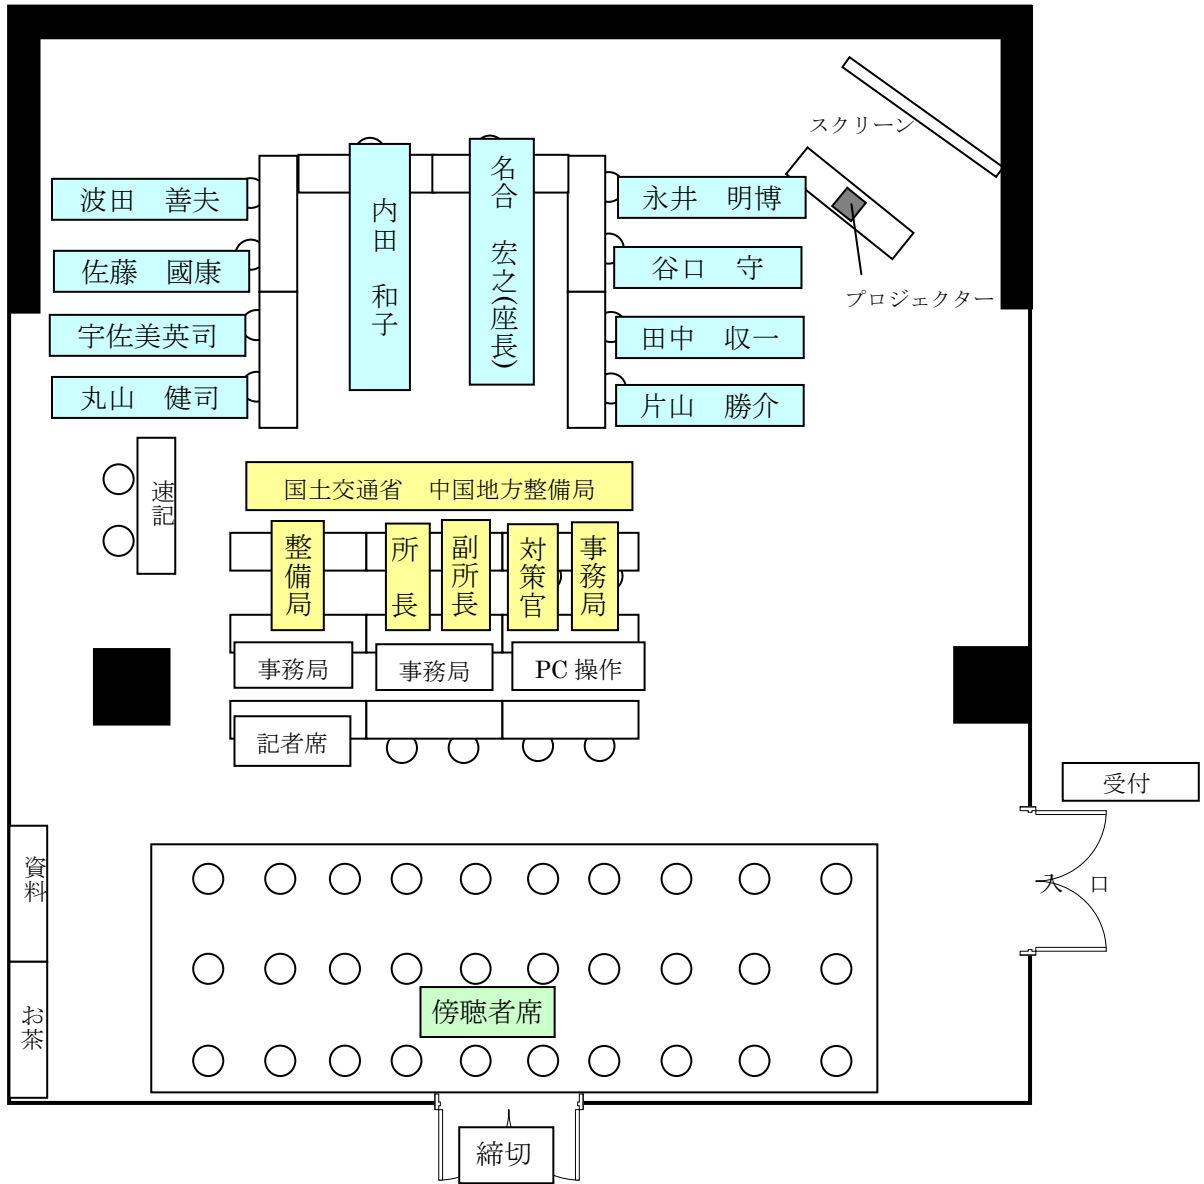 スクリーン
プロジェクター
波田　善夫
佐藤　國康
宇佐美英司
丸山　健司
内田　和子
名合　宏之(座長)
永井　明博
谷口　守
田中　収一
片山　勝介
速記
国土交通省　中国地方整備局
整備局
所長
副所長
対策官
事務局
事務局
事務局
PC操作
記者席
受付
入口
資料
お茶
傍聴者席
締切